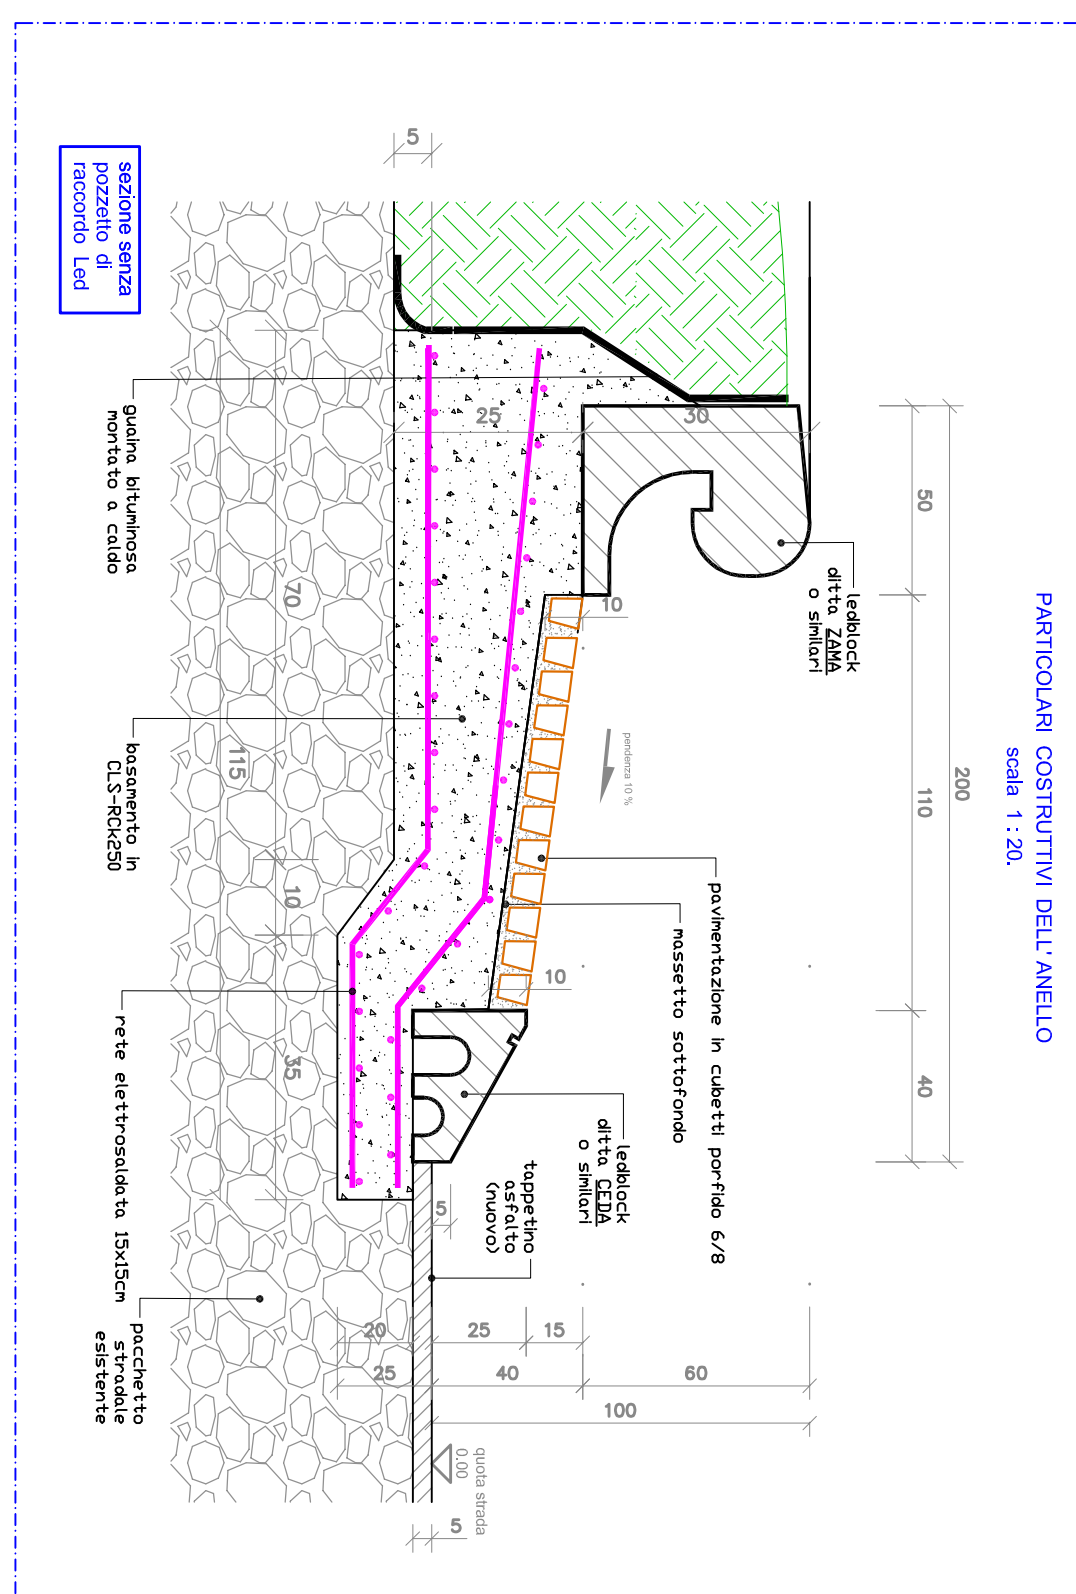 PARTICOLARI COSTRUTTIVI DELL'ANELLO
scala 1:20.
200
50
110
40
ledblock
ditta ZAMA
o similari
pavimentazione in cubetti porfido 6/8
massetto sottofondo
pendenza 10 %
ledblock
ditta CEDA
o similari
tappetino
asfalto
(nuovo)
30
25
10
10
5
5
60
100
15
40
25
20
25
quota strada
0.00
5
70
10
35
115
sezione senza
pozzetto di
raccordo Led
guaina bituminosa
montato a caldo
basamento in
CLS-RCK250
rete elettrosaldata 15x15cm
pacchetto
stradale
esistente